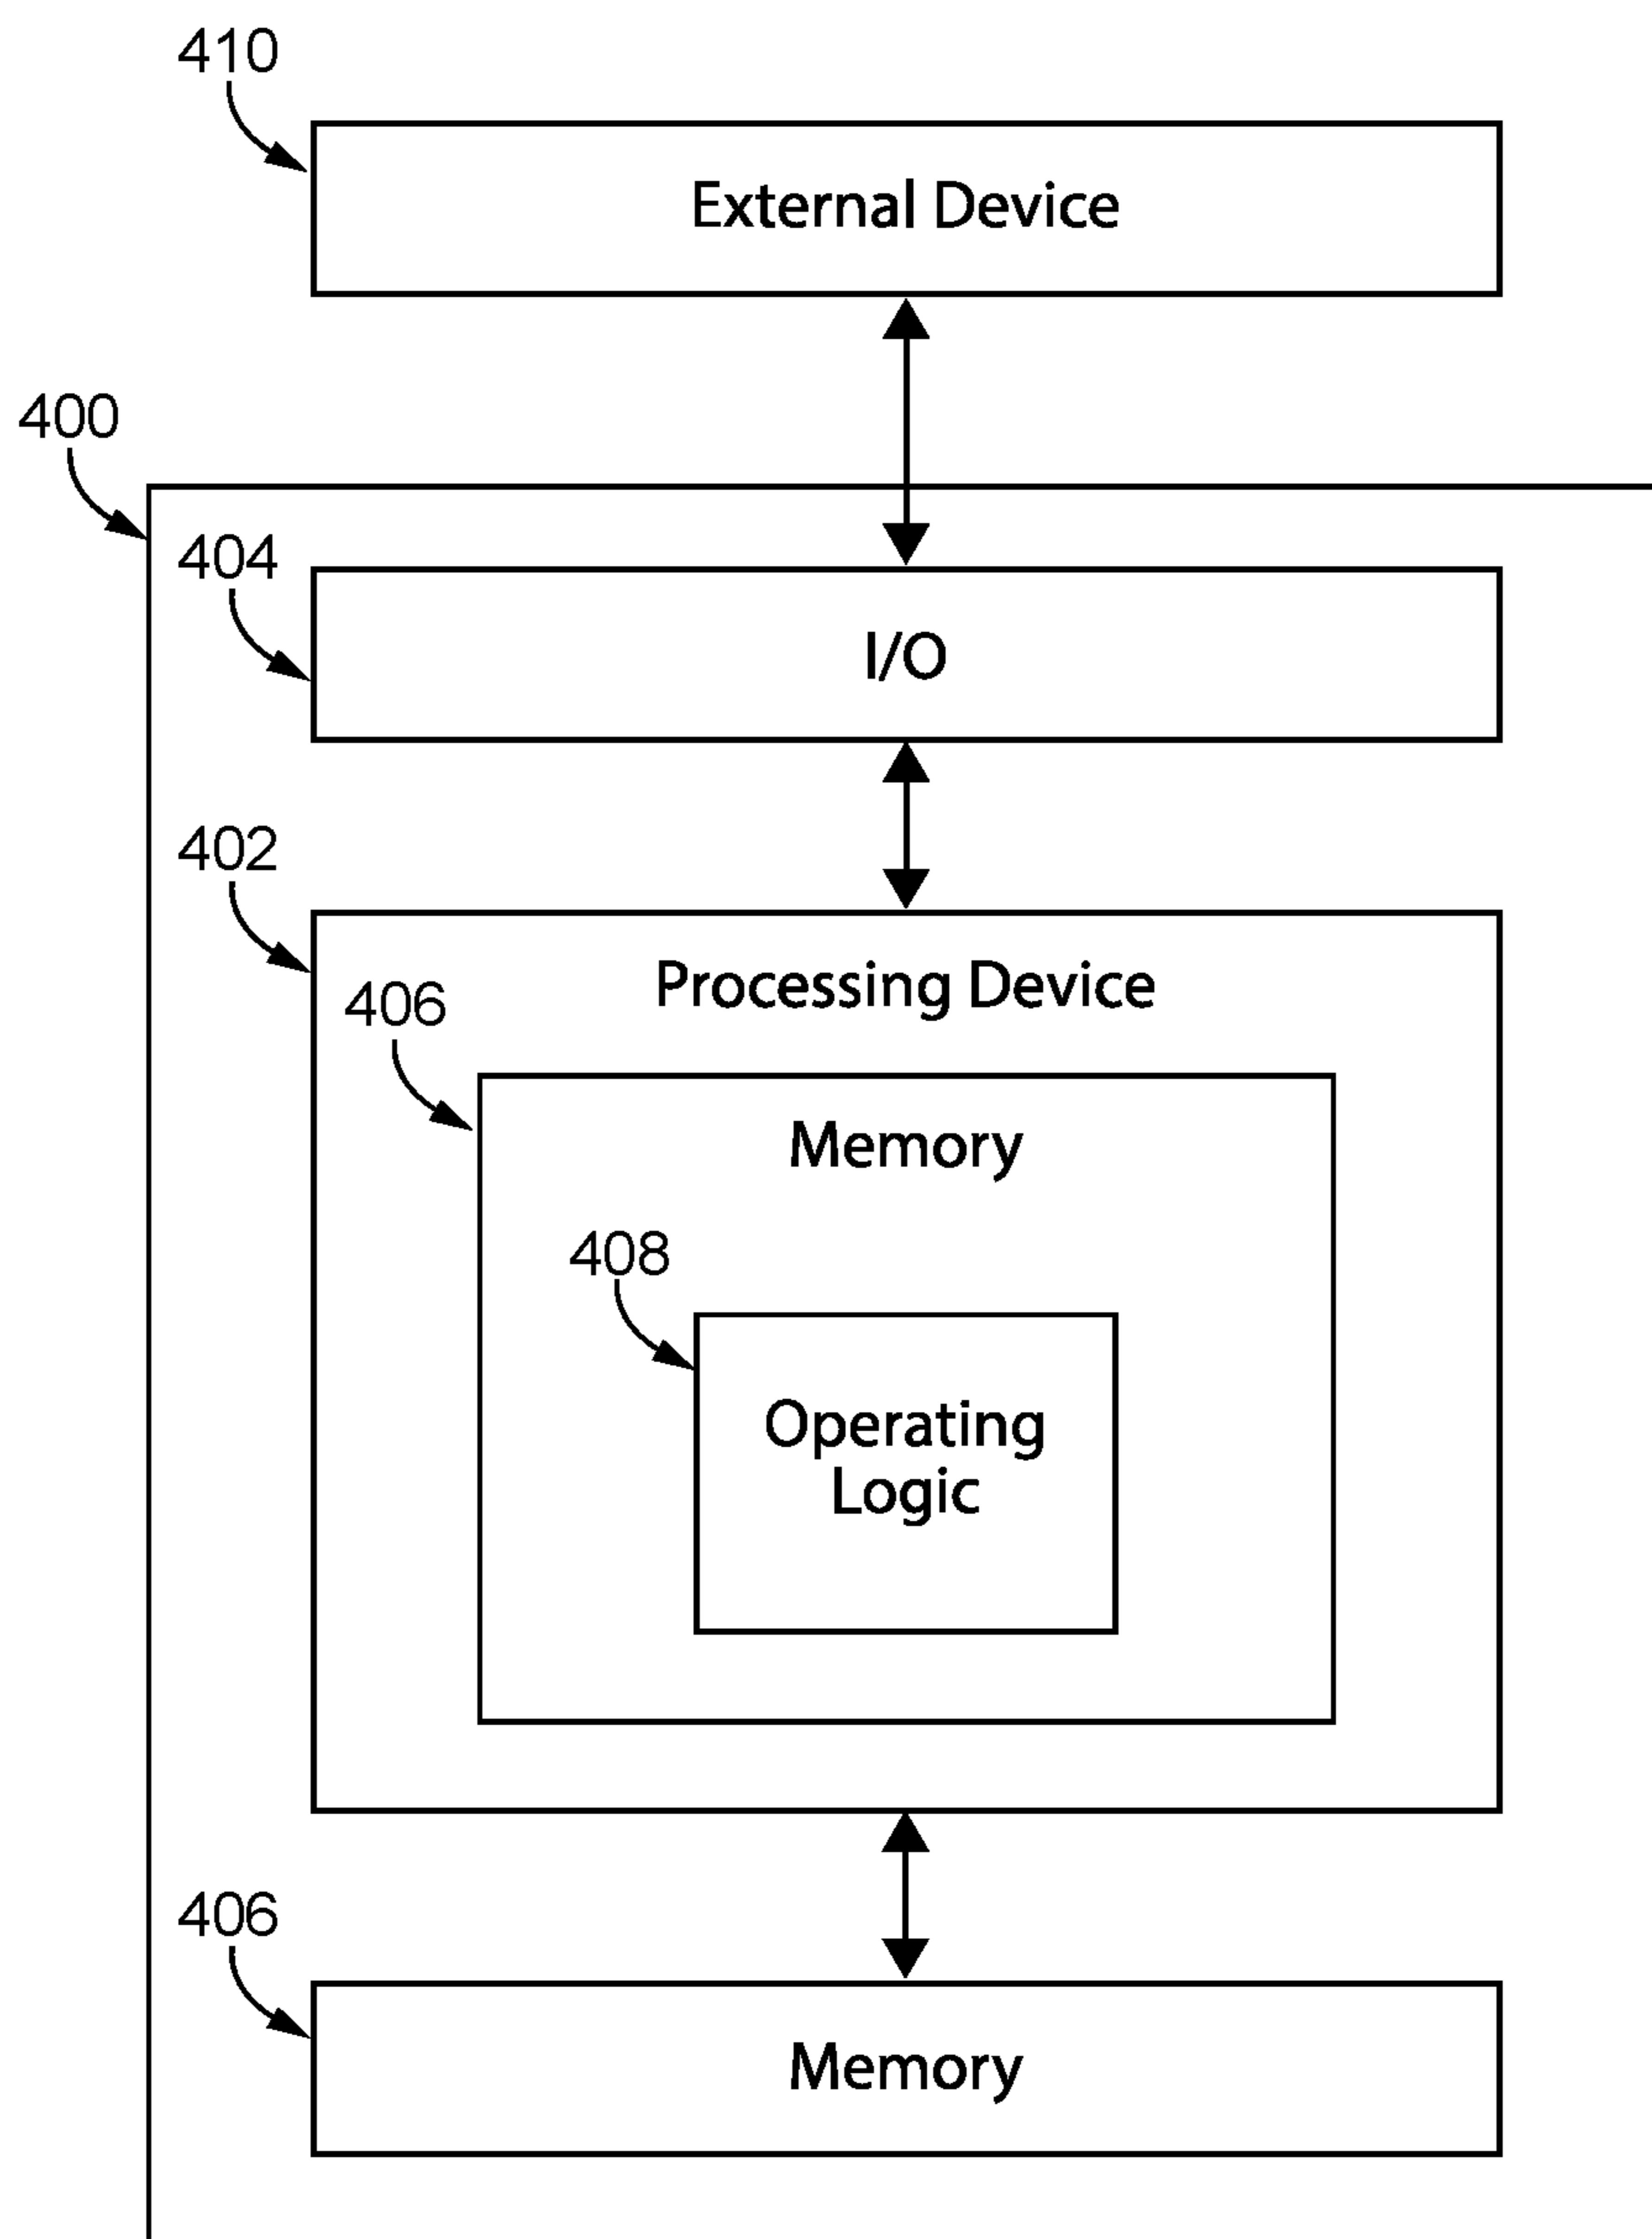 410
External Device
400
404
I/O
402
Processing Device
406
Memory
408
Operating
Logic
406
Memory